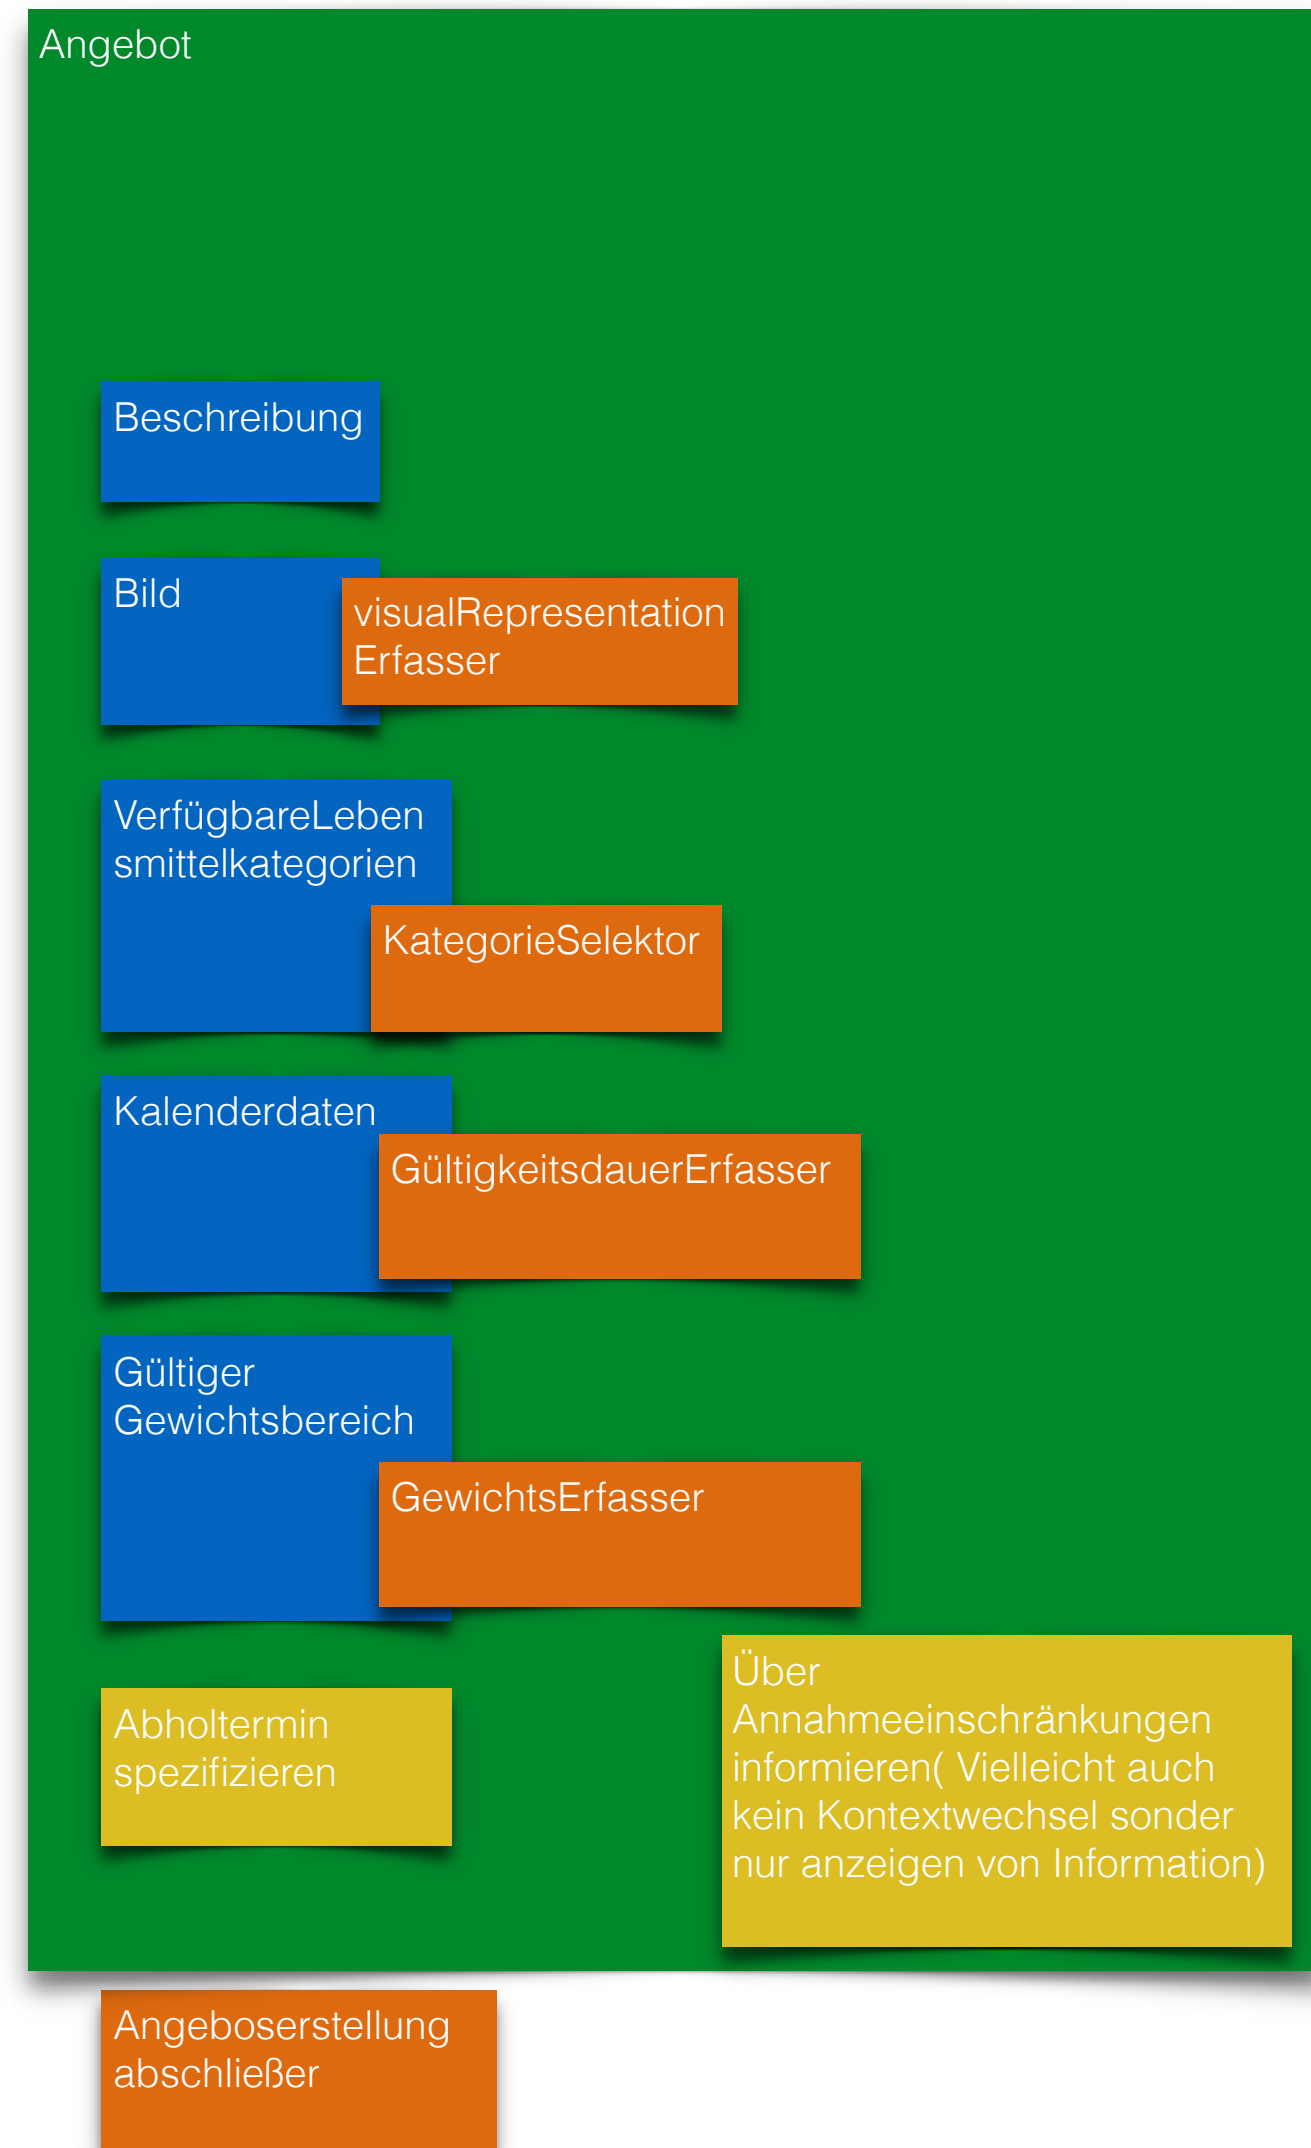 Angebot
Beschreibung
Bild
visualRepresentation
Erfasser
VerfügbareLeben
smittelkategorien
KategorieSelektor
Kalenderdaten
GültigkeitsdauerErfasser
Gültiger
Gewichtsbereich
GewichtsErfasser
Abholtermin
spezifizieren
Über
Annahmeeinschränkungen
informieren( Vielleicht auch
kein Kontextwechsel sonder
nur anzeigen von Information)
Angeboserstellung
abschließer